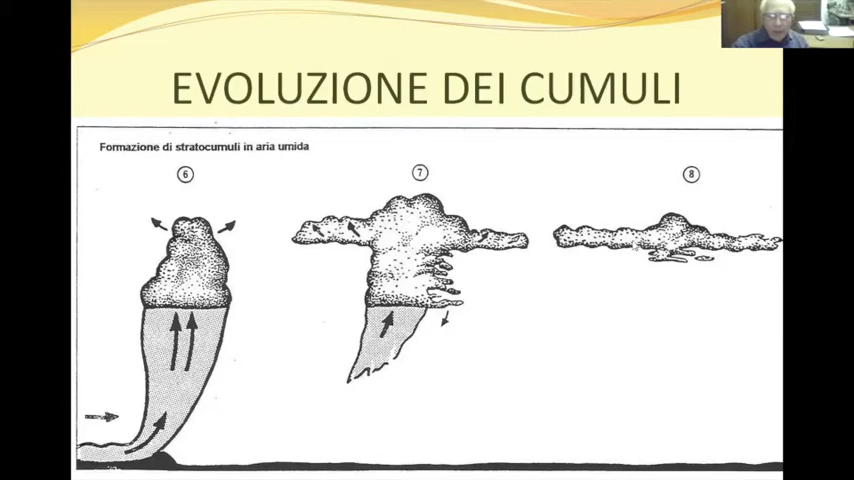 EVOLUZIONE DEI CUMULI
Formazione di stratocumuli in aria umida
6
7
8